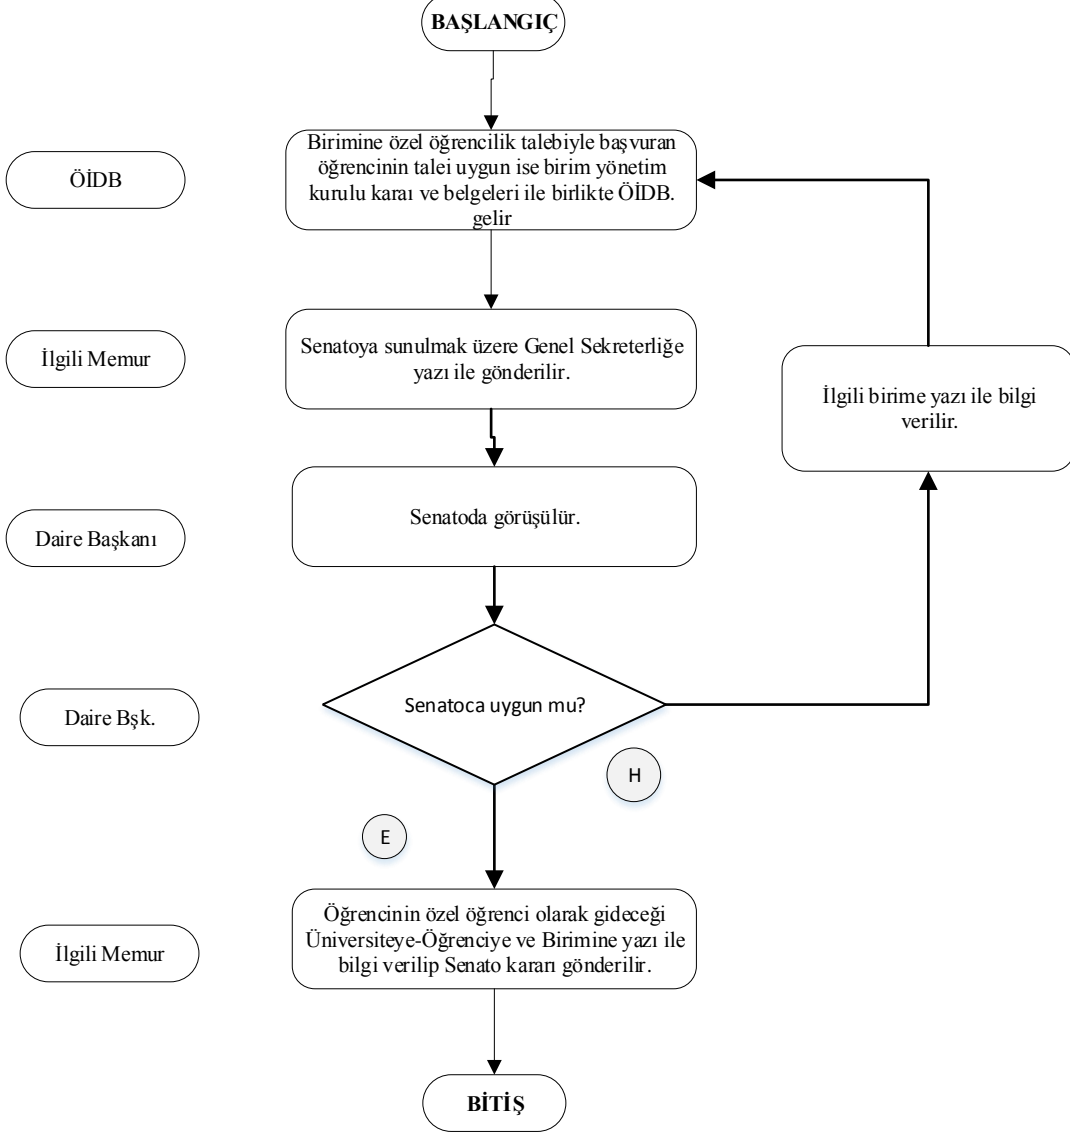 BAŞLANGIÇ
ÖİDB
Birimine özel öğrencilik talebiyle başvuran
öğrencinin talei uygun ise birim yönetim
kurulu karaı ve belgeleri ile birlikte ÖİDB.
gelir
İlgili Memur
Senatoya sunulmak üzere Genel Sekreterliğe
yazı ile gönderilir.
İlgili birime yazı ile bilgi
verilir.
Daire Başkanı
Senatoda görüşülür.
Daire Bşk.
Senatoca uygun mu?
H
E
İlgili Memur
Öğrencinin özel öğrenci olarak gideceği
Üniversiteye-Öğrenciye ve Birimine yazı ile
bilgi verilip Senato kararı gönderilir.
BİTİŞ